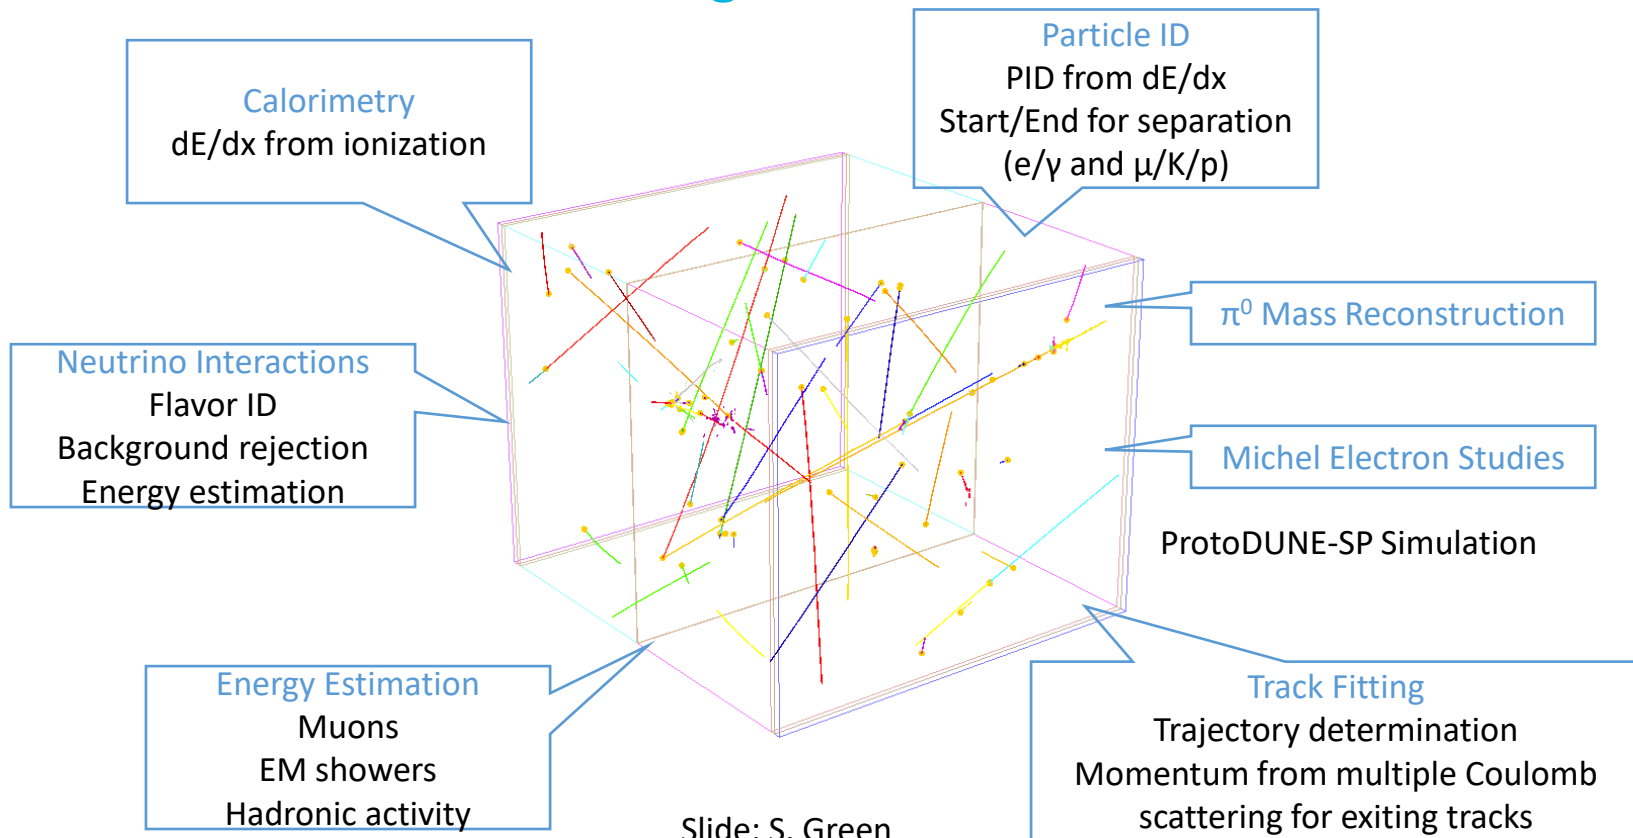 Calorimetry
dE/dx from ionization
Particle ID
PID from dE/dx
Start/End for separation
(e/γ and μ/K/p)
π⁰ Mass Reconstruction
Neutrino Interactions
Flavor ID
Background rejection
Energy estimation
Michel Electron Studies
ProtoDUNE-SP Simulation
Energy Estimation
Muons
EM showers
Hadronic activity
Track Fitting
Trajectory determination
Momentum from multiple Coulomb
scattering for exiting tracks
Slide: S. Green